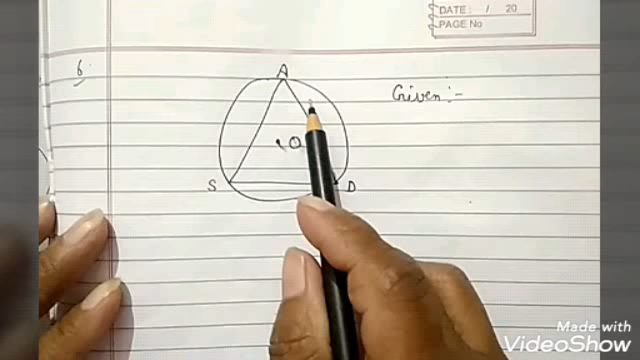 DATE: / 20
PAGE No
6.
A
Given :-
O
S
D
Made with
VideoShow